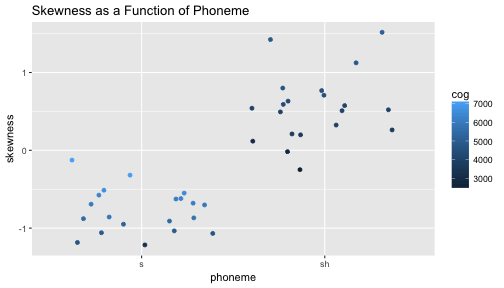 Skewness as a Function of Phoneme
1
0
-1
skewness
s
sh
phoneme
cog
7000
6000
5000
4000
3000